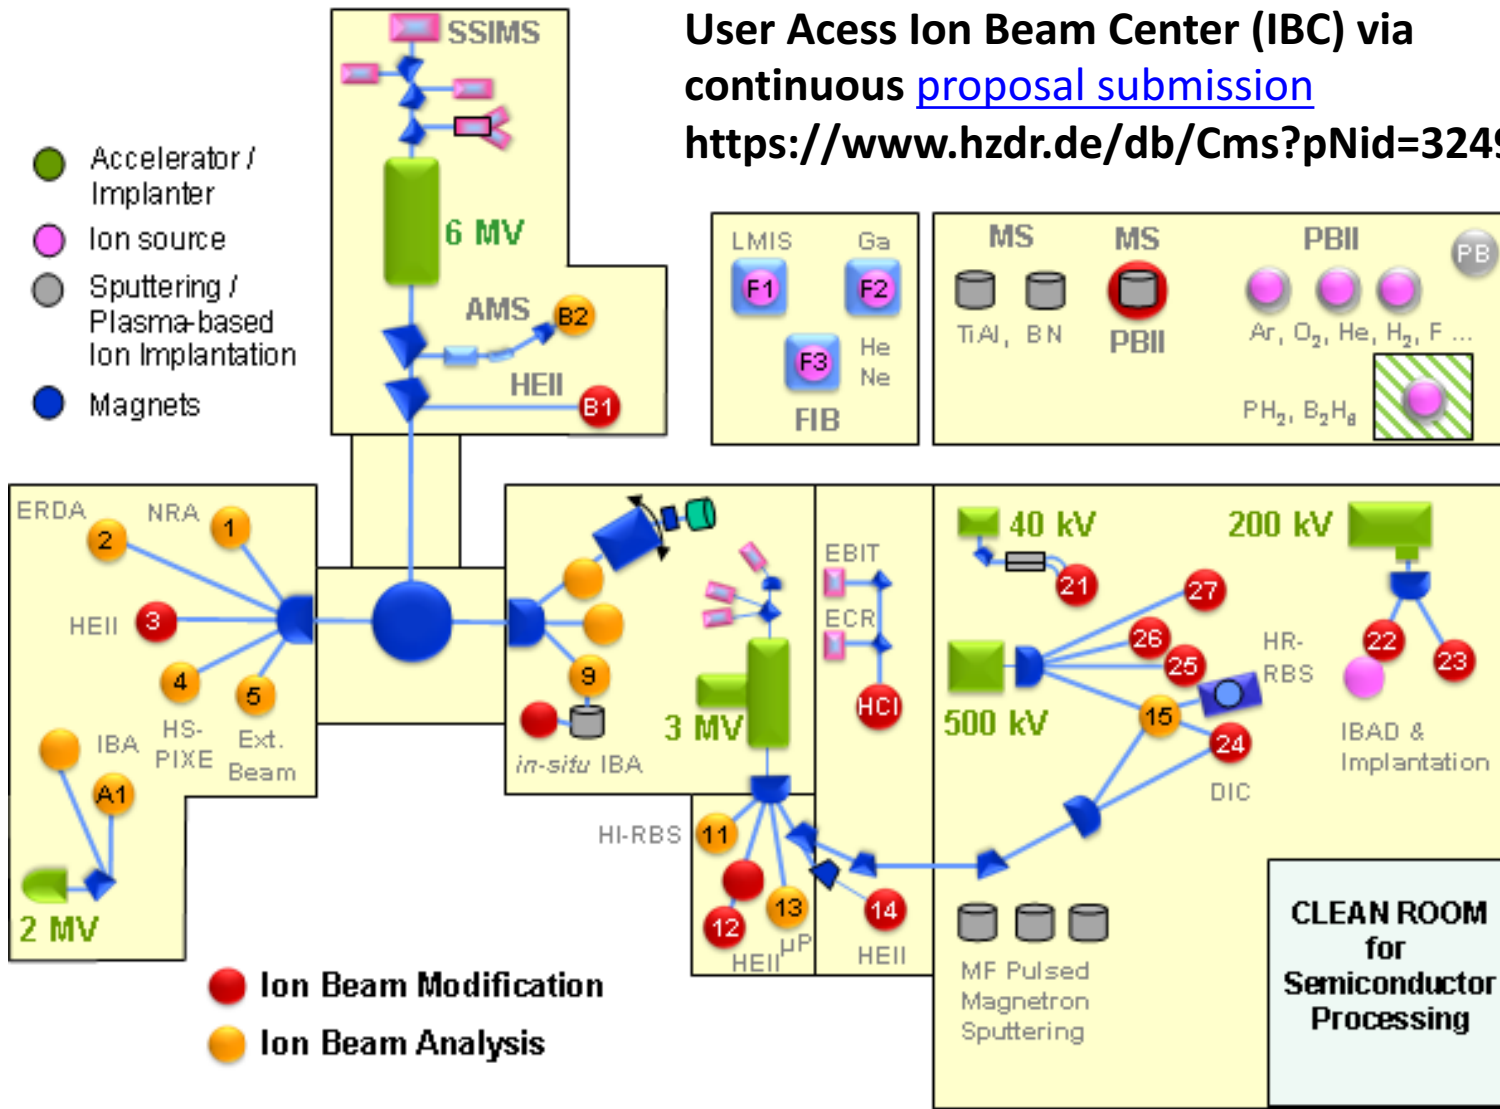 User Acess Ion Beam Center (IBC) via
continuous proposal submission
https://www.hzdr.de/db/Cms?pNid=3249
Accelerator /
Implanter
Ion source
Sputtering /
Plasma-based
Ion Implantation
Magnets
SSIMS
6 MV
AMS
B2
HEII
B1
LMIS
Ga
F1
F2
F3
He
Ne
FIB
MS
MS
PBII
PB
TiAl, BN
PBII
Ar, O₂, He, H₂, F ...
PH₂, B₂H₆
ERDA
NRA
1
2
HEII
3
4
5
HS-
PIXE
Ext.
Beam
IBA
A1
2 MV
9
in-situ IBA
3 MV
EBIT
ECR
HCI
40 kV
21
200 kV
27
26
25
22
23
HR-
RBS
500 kV
15
24
DIC
IBAD &
Implantation
HI-RBS
11
12
13
14
HEII
µP
HEII
MF Pulsed
Magnetron
Sputtering
CLEAN ROOM
for
Semiconductor
Processing
Ion Beam Modification
Ion Beam Analysis